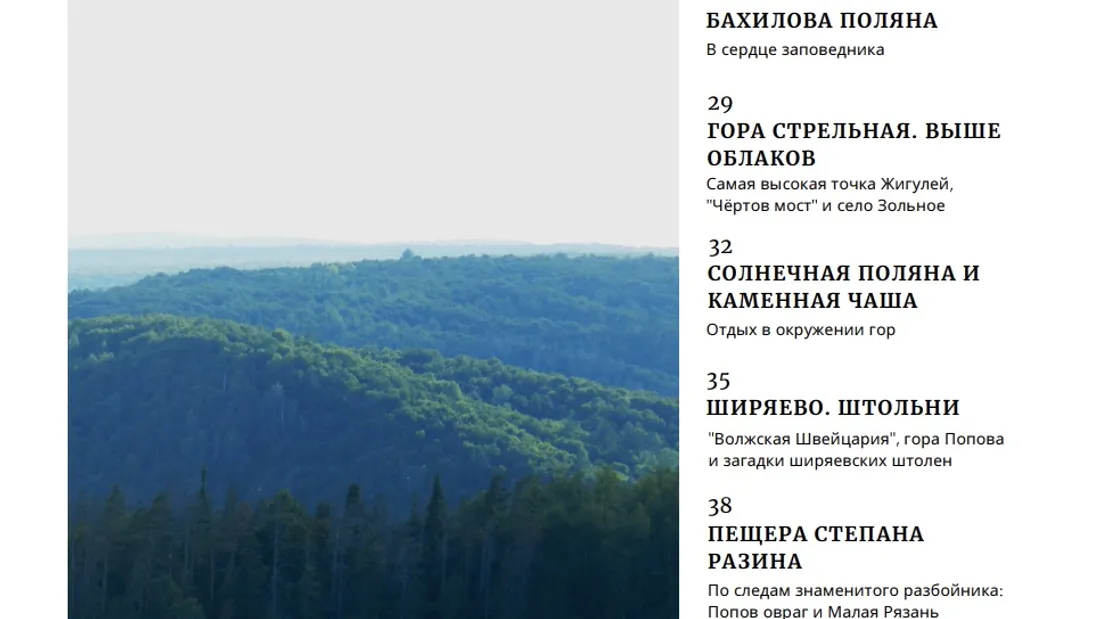 БАХИЛОВА ПОЛЯНА
В сердце заповедника
29
ГОРА СТРЕЛЬНАЯ. ВЫШЕ
ОБЛАКОВ
Самая высокая точка Жигулей,
"Чёртов мост" и село Зольное
32
СОЛНЕЧНАЯ ПОЛЯНА И
КАМЕННАЯ ЧАША
Отдых в окружении гор
35
ШИРЯЕВО. ШТОЛЬНИ
"Волжская Швейцария", гора Попова
и загадки ширяевских штолен
38
ПЕЩЕРА СТЕПАНА
РАЗИНА
По следам знаменитого разбойника:
Попов овраг и Малая Рязань